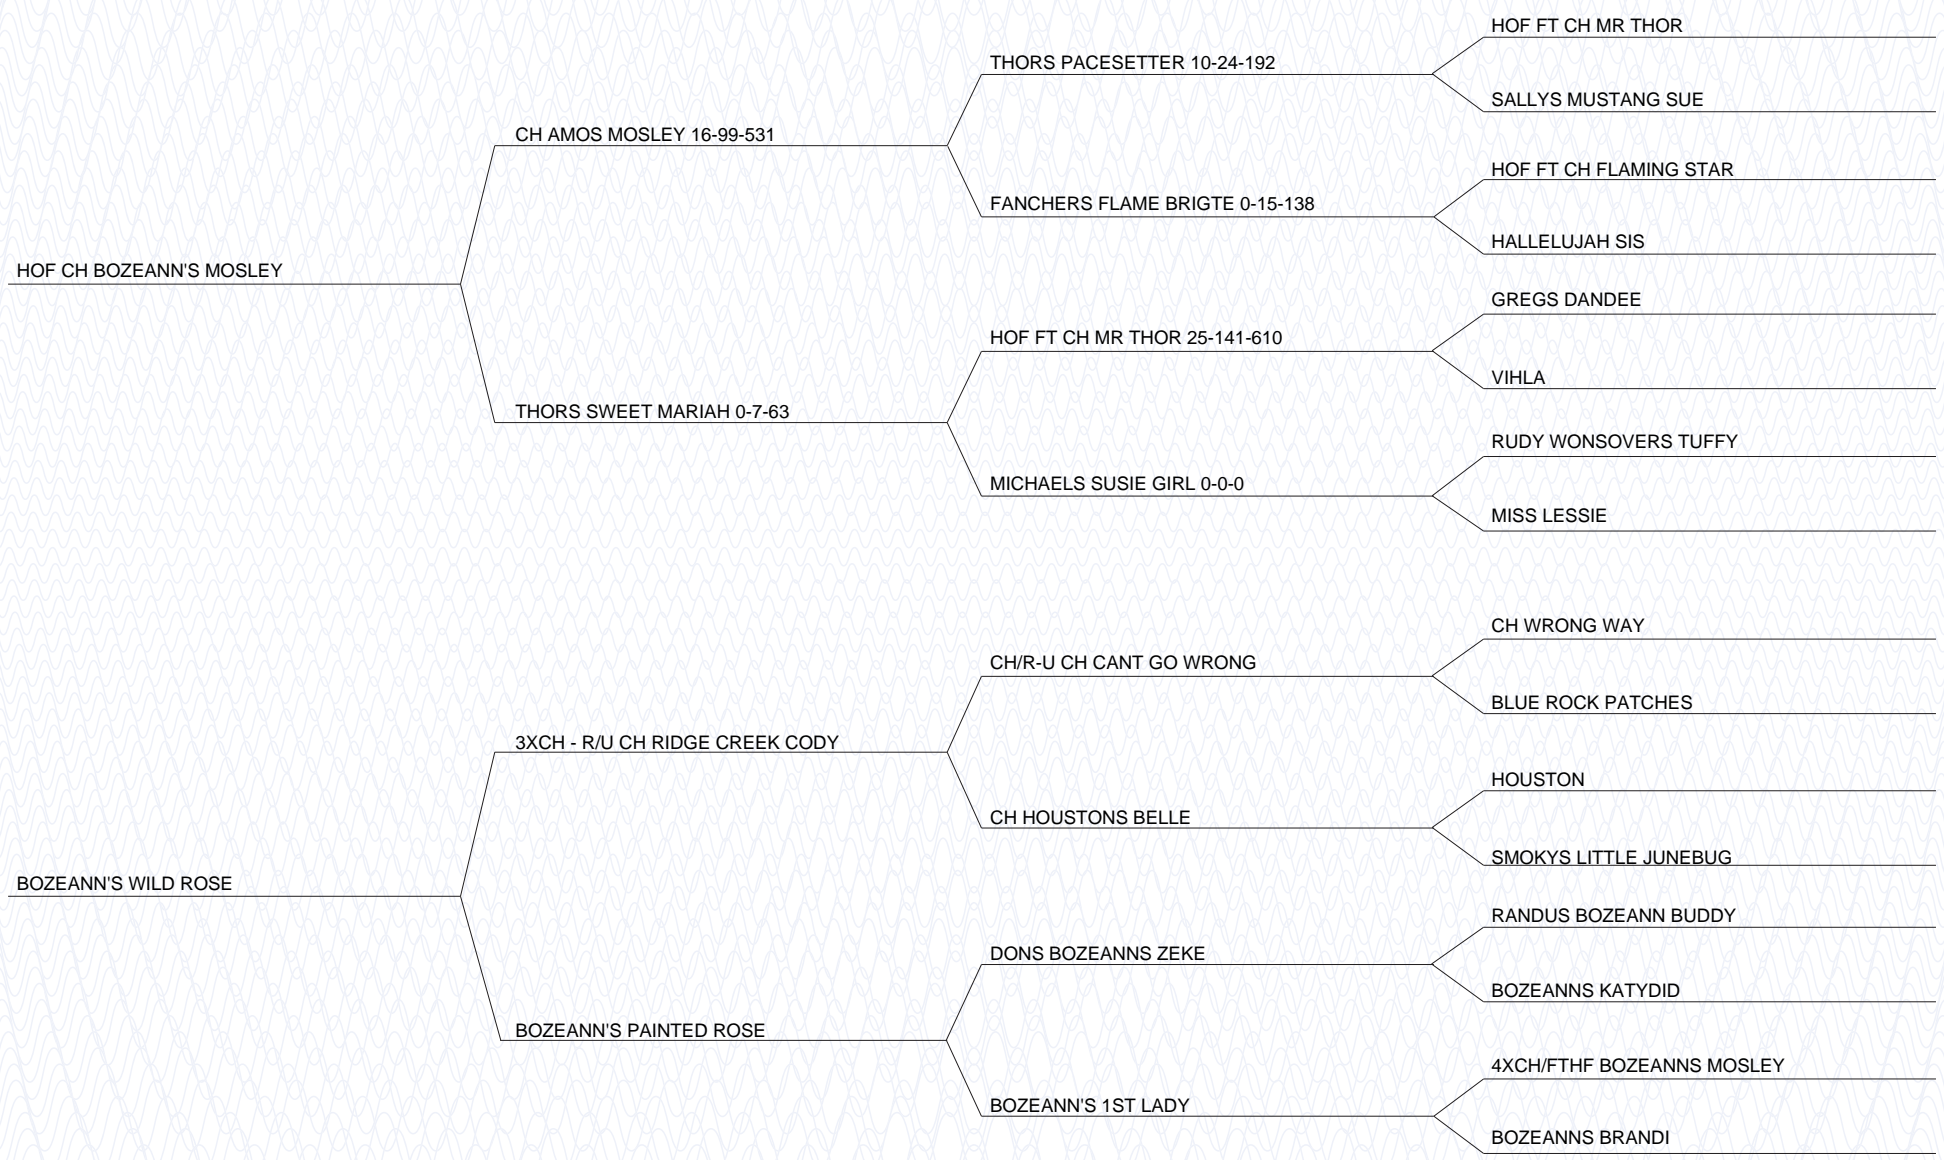 HOF FT CH MR THOR
THORS PACESETTER 10-24-192
SALLYS MUSTANG SUE
CH AMOS MOSLEY 16-99-531
HOF FT CH FLAMING STAR
FANCHERS FLAME BRIGTE 0-15-138
HALLELUJAH SIS
HOF CH BOZEANN'S MOSLEY
GREGS DANDEE
HOF FT CH MR THOR 25-141-610
VIHLA
THORS SWEET MARIAH 0-7-63
RUDY WONSOVERS TUFFY
MICHAELS SUSIE GIRL 0-0-0
MISS LESSIE
CH WRONG WAY
CH/R-U CH CANT GO WRONG
BLUE ROCK PATCHES
3XCH - R/U CH RIDGE CREEK CODY
HOUSTON
CH HOUSTONS BELLE
SMOKYS LITTLE JUNEBUG
BOZEANN'S WILD ROSE
RANDUS BOZEANN BUDDY
DONS BOZEANNS ZEKE
BOZEANNS KATYDID
BOZEANN'S PAINTED ROSE
4XCH/FTHF BOZEANNS MOSLEY
BOZEANN'S 1ST LADY
BOZEANNS BRANDI